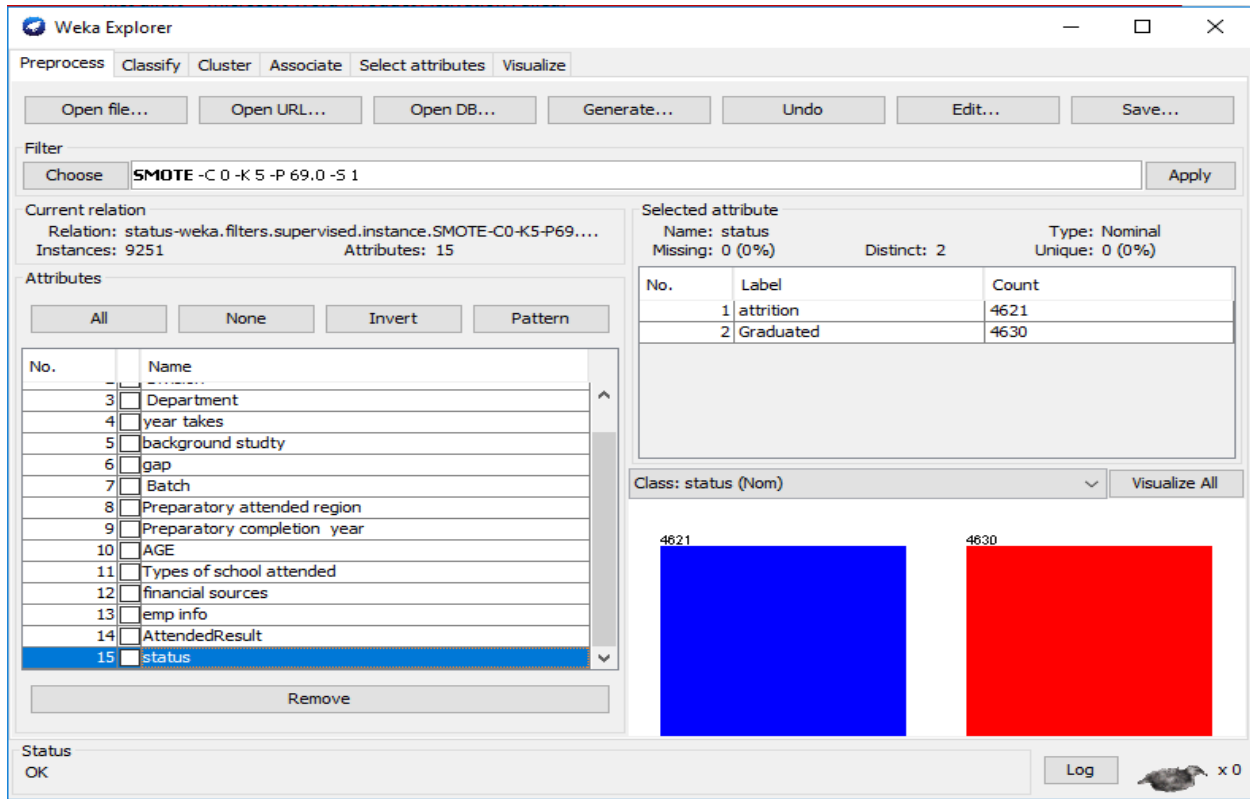 Weka Explorer
Preprocess Classify Cluster Associate Select attributes Visualize
Open file... Open URL... Open DB... Generate... Undo Edit... Save...
Filter
Choose SMOTE -C 0 -K 5 -P 69.0 -S 1 Apply
Current relation
Relation: status-weka.filters.supervised.instance.SMOTE-C0-K5-P69....
Instances: 9251 Attributes: 15
Attributes
All None Invert Pattern
No. Name
3 Department
4 year takes
5 background studty
6 gap
7 Batch
8 Preparatory attended region
9 Preparatory completion year
10 AGE
11 Types of school attended
12 financial sources
13 emp info
14 AttendedResult
15 status
Remove
Selected attribute
Name: status Type: Nominal
Missing: 0 (0%) Distinct: 2 Unique: 0 (0%)
No. Label Count
1 attrition 4621
2 Graduated 4630
Class: status (Nom) Visualize All
4621 4630
Status
OK
Log x 0